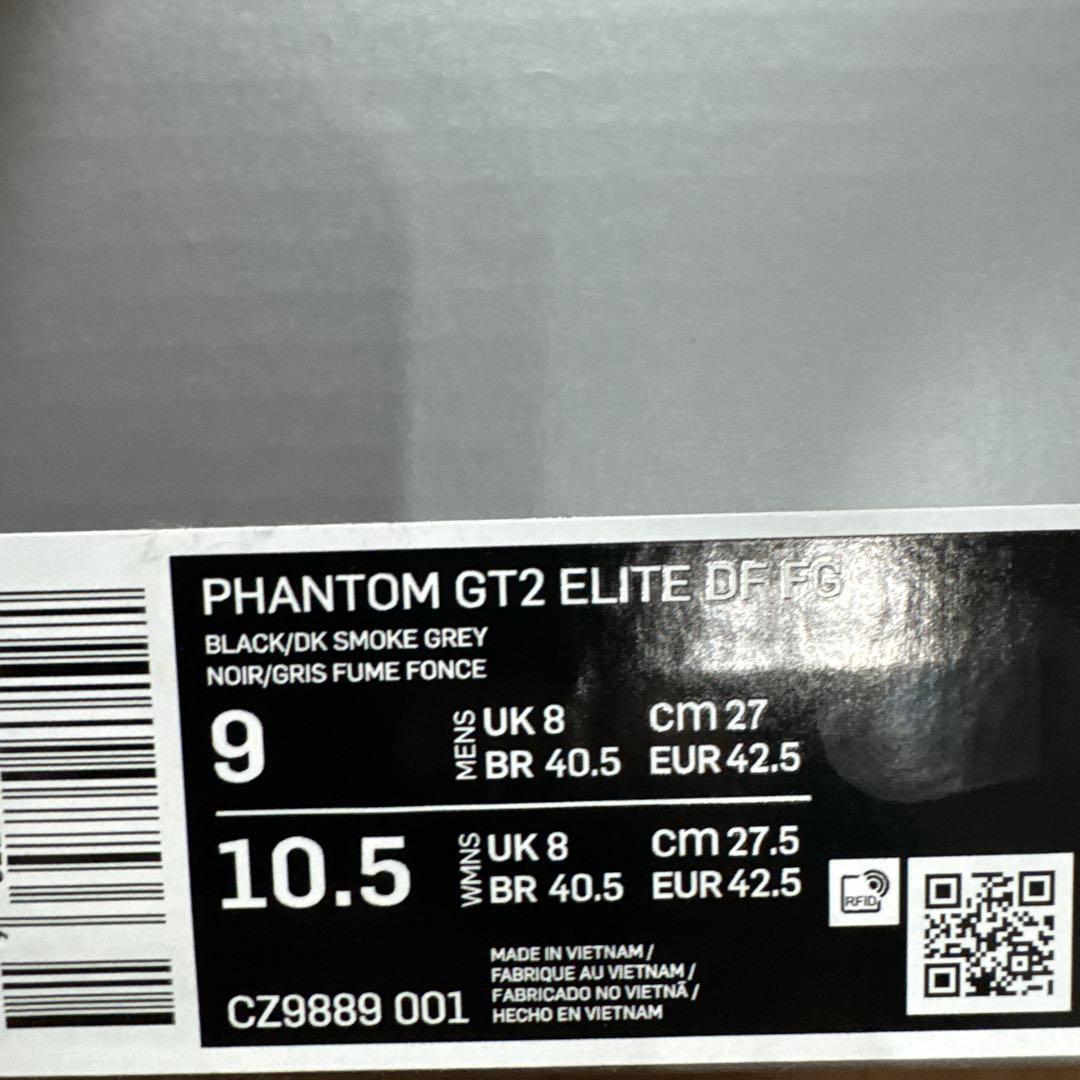 PHANTOM GT2 ELITE DF FG
BLACK/DK SMOKE GREY
NOIR/GRIS FUME FONCE
9
MENS
UK 8
cm 27
BR 40.5
EUR 42.5
10.5
WMNS
UK 8
cm 27.5
BR 40.5
EUR 42.5
RFID
CZ9889 001
MADE IN VIETNAM /
FABRIQUE AU VIETNAM /
FABRICADO NO VIETNÃ /
HECHO EN VIETNAM